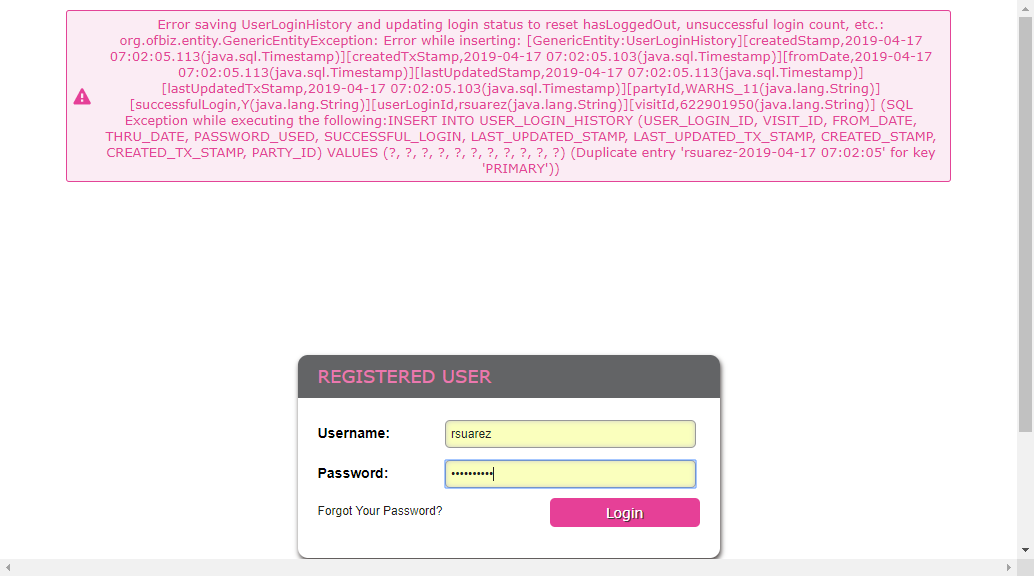 Error saving UserLoginHistory and updating login status to reset hasLoggedOut, unsuccessful login count, etc.:
org.ofbiz.entity.GenericEntityException: Error while inserting: [GenericEntity:UserLoginHistory][createdStamp,2019-04-17
07:02:05.113(java.sql.Timestamp)][createdTxStamp,2019-04-17 07:02:05.103(java.sql.Timestamp)][fromDate,2019-04-17
07:02:05.113(java.sql.Timestamp)][lastUpdatedStamp,2019-04-17 07:02:05.113(java.sql.Timestamp)]
[lastUpdatedTxStamp,2019-04-17 07:02:05.103(java.sql.Timestamp)][partyId,WARHS_11(java.lang.String)]
[successfulLogin,Y(java.lang.String)][userLoginId,rsuarez(java.lang.String)][visitId,622901950(java.lang.String)] (SQL
Exception while executing the following:INSERT INTO USER_LOGIN_HISTORY (USER_LOGIN_ID, VISIT_ID, FROM_DATE,
THRU_DATE, PASSWORD_USED, SUCCESSFUL_LOGIN, LAST_UPDATED_STAMP, LAST_UPDATED_TX_STAMP, CREATED_STAMP,
CREATED_TX_STAMP, PARTY_ID) VALUES (?, ?, ?, ?, ?, ?, ?, ?, ?, ?, ?) (Duplicate entry 'rsuarez-2019-04-17 07:02:05' for key
'PRIMARY'))
REGISTERED USER
Username: rsuarez
Password: ••••••••••
Forgot Your Password? Login